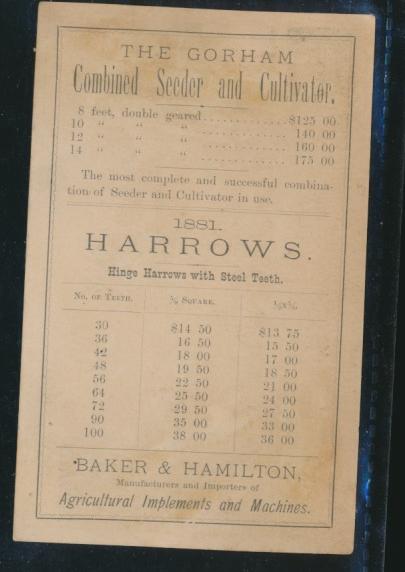 THE GORHAM
Combined Seeder and Cultivator.
8 feet, double geared..............$125 00
10 " " " .............. 140 00
12 " " " .............. 160 00
14 " " " .............. 175 00
The most complete and successful combina-
tion of Seeder and Cultivator in use.
1881.
HARROWS.
Hinge Harrows with Steel Teeth.
No. of Teeth. SQUARE.
30 $14 50 $13 75
36 16 50 15 50
42 18 00 17 00
48 19 50 18 50
56 22 50 21 00
64 25 50 24 00
72 29 50 27 50
90 35 00 33 00
100 38 00 36 00
BAKER & HAMILTON,
Manufacturers and Importers of
Agricultural Implements and Machines.